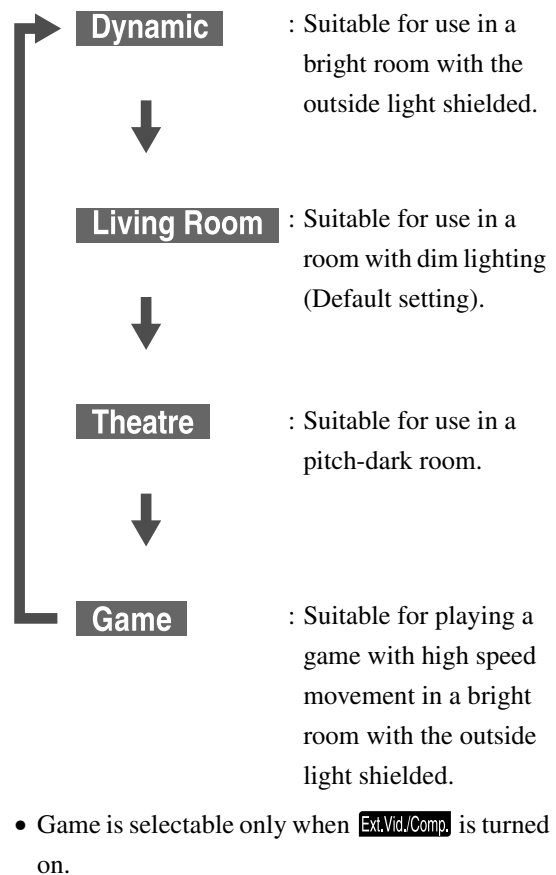 Dynamic : Suitable for use in a
bright room with the
outside light shielded.
Living Room : Suitable for use in a
room with dim lighting
(Default setting).
Theatre : Suitable for use in a
pitch-dark room.
Game : Suitable for playing a
game with high speed
movement in a bright
room with the outside
light shielded.
• Game is selectable only when Ext.Vid./Comp. is turned
on.